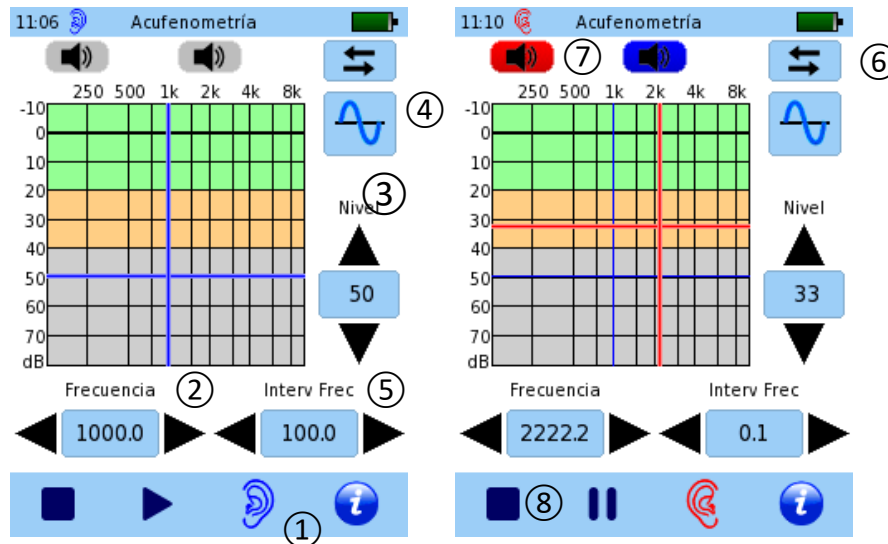 11:06 Acufenometría
250 500 1k 2k 4k 8k
-10
0
10
20
30
40
50
60
70
dB
③
Nivel
50
④
Frecuencia ② Interv Frec ⑤
1000.0 100.0
①
i
11:10 Acufenometría
⑦ ⑥
250 500 1k 2k 4k 8k
-10
0
10
20
30
40
50
60
70
dB
Nivel
33
Frecuencia Interv Frec
2222.2 0.1
⑧
i